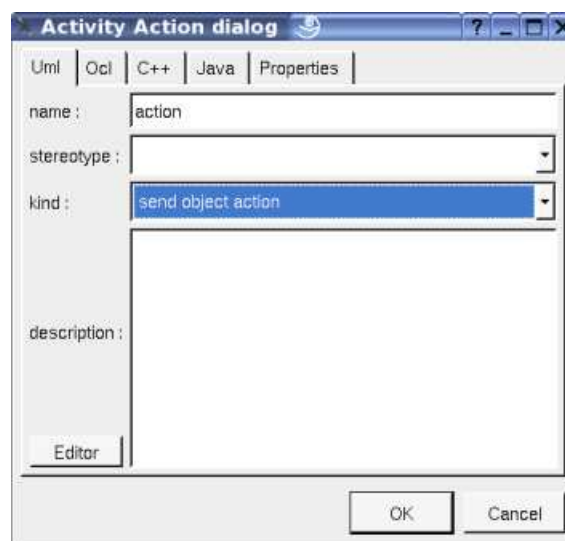 Activity Action dialog ? _ □ X
Uml Ocl C++ Java Properties
name : action
stereotype :
kind : send object action
description :
Editor
OK Cancel